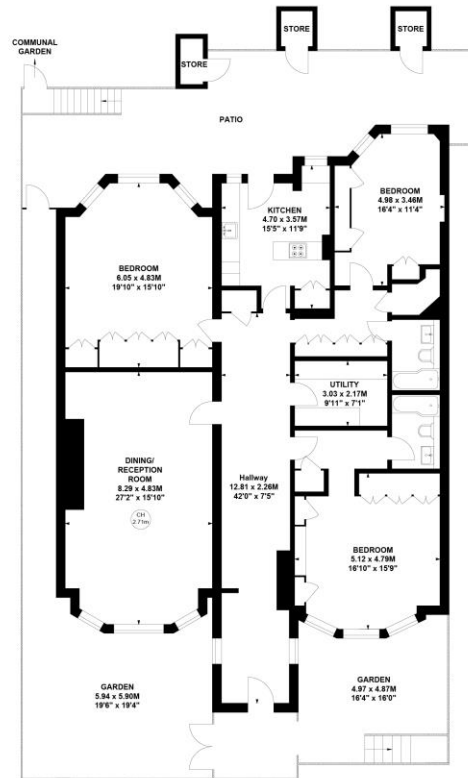 STORE
STORE
COMMUNAL
GARDEN
STORE
PATIO
BEDROOM
4.98 x 3.46M
16'4" x 11'4"
KITCHEN
4.70 x 3.57M
15'5" x 11'9"
BEDROOM
6.05 x 4.83M
19'10" x 15'10"
UTILITY
3.03 x 2.17M
9'11" x 7'1"
DINING/
RECEPTION
ROOM
8.29 x 4.83M
27'2" x 15'10"
CH
2.71m
Hallway
12.81 x 2.26M
42'0" x 7'5"
BEDROOM
5.12 x 4.79M
16'10" x 15'9"
GARDEN
5.94 x 5.90M
19'6" x 19'4"
GARDEN
4.97 x 4.87M
16'4" x 16'0"